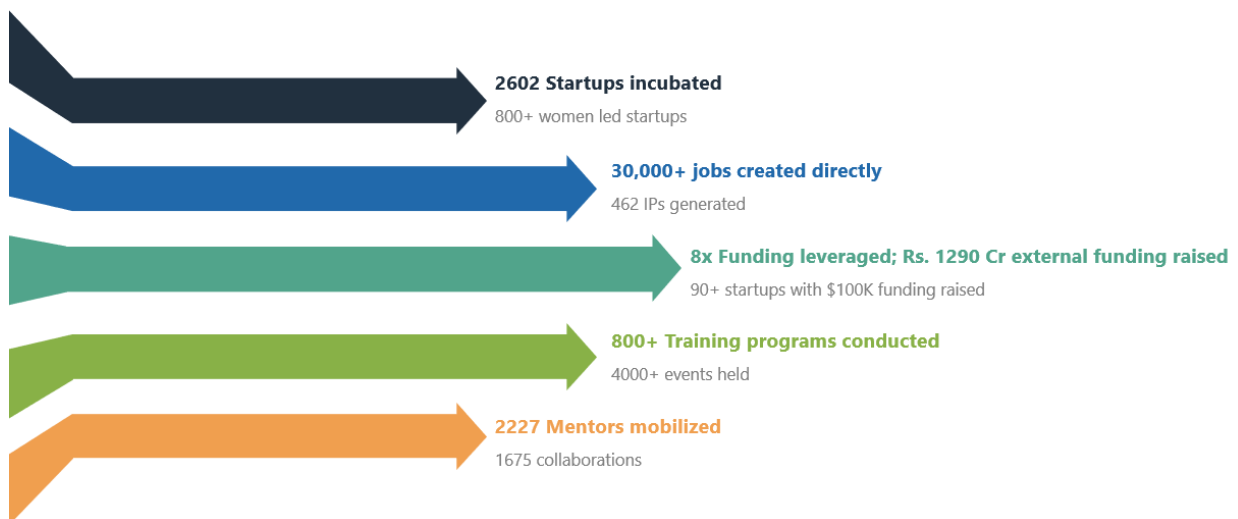 2602 Startups incubated
800+ women led startups
30,000+ jobs created directly
462 IPs generated
8x Funding leveraged; Rs. 1290 Cr external funding raised
90+ startups with $100K funding raised
800+ Training programs conducted
4000+ events held
2227 Mentors mobilized
1675 collaborations